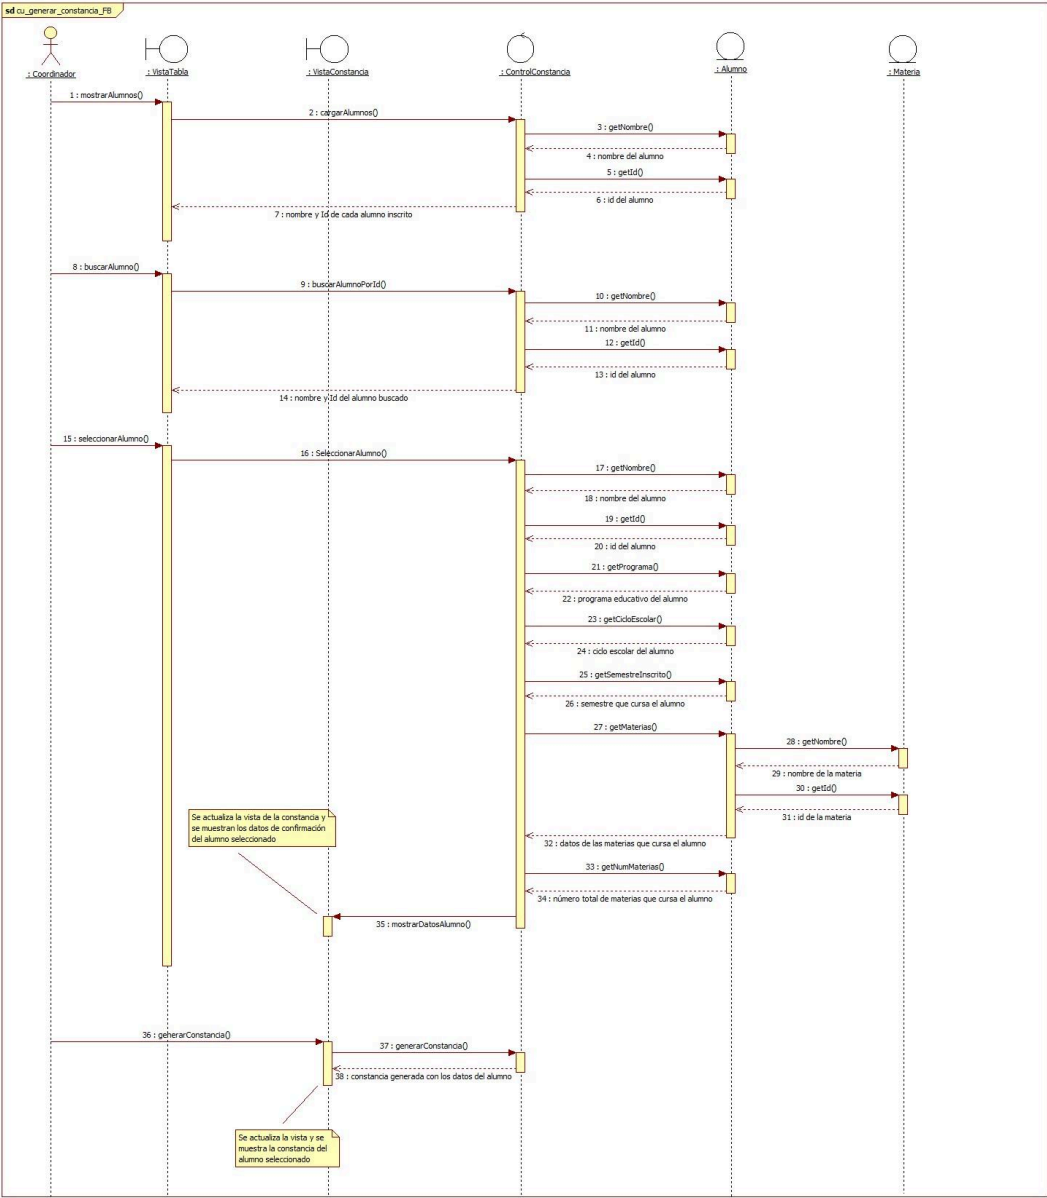 sd cu_generar_constancia_FB
: Coordinador
: VistaTabla
: VistaConstancia
: ControlConstancia
: Alumno
: Materia
1 : mostrarAlumnos()
2 : cargarAlumnos()
3 : getNombre()
4 : nombre del alumno
5 : getId()
6 : id del alumno
7 : nombre y Id de cada alumno inscrito
8 : buscarAlumno()
9 : buscarAlumnoPorId()
10 : getNombre()
11 : nombre del alumno
12 : getId()
13 : id del alumno
14 : nombre y Id del alumno buscado
15 : seleccionarAlumno()
16 : SeleccionarAlumno()
17 : getNombre()
18 : nombre del alumno
19 : getId()
20 : id del alumno
21 : getPrograma()
22 : programa educativo del alumno
23 : getCicloEscolar()
24 : ciclo escolar del alumno
25 : getSemestreInscrito()
26 : semestre que cursa el alumno
27 : getMaterias()
28 : getNombre()
29 : nombre de la materia
30 : getId()
31 : id de la materia
Se actualiza la vista de la constancia y
se muestran los datos de confirmación
del alumno seleccionado
32 : datos de las materias que cursa el alumno
33 : getNumMaterias()
34 : número total de materias que cursa el alumno
35 : mostrarDatosAlumno()
36 : generarConstancia()
37 : generarConstancia()
38 : constancia generada con los datos del alumno
Se actualiza la vista y se
muestra la constancia del
alumno seleccionado